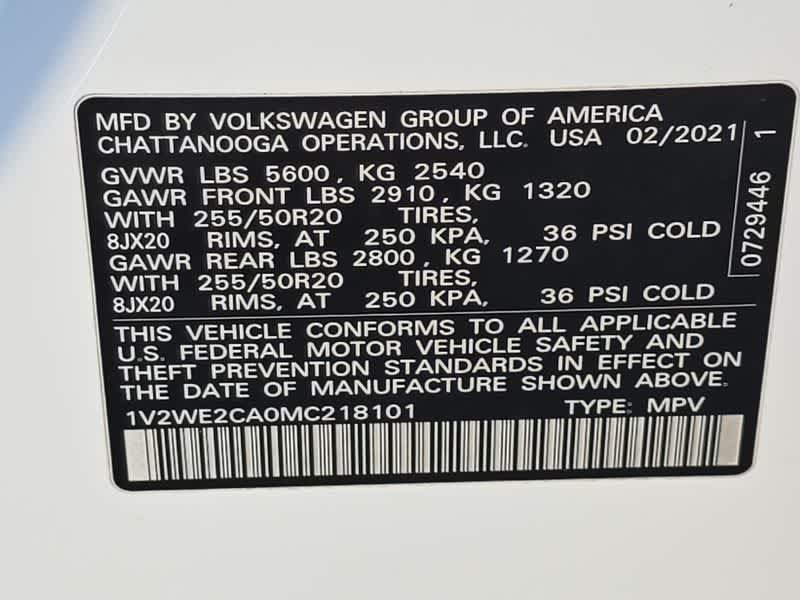 MFD BY VOLKSWAGEN GROUP OF AMERICA
CHATTANOOGA OPERATIONS, LLC. USA 02/2021
GVWR LBS 5600, KG 2540
GAWR FRONT LBS 2910, KG 1320
WITH 255/50R20 TIRES,
8JX20 RIMS, AT 250 KPA, 36 PSI COLD
GAWR REAR LBS 2800, KG 1270
WITH 255/50R20 TIRES,
8JX20 RIMS, AT 250 KPA, 36 PSI COLD
0729446 1
THIS VEHICLE CONFORMS TO ALL APPLICABLE
U.S. FEDERAL MOTOR VEHICLE SAFETY AND
THEFT PREVENTION STANDARDS IN EFFECT ON
THE DATE OF MANUFACTURE SHOWN ABOVE.
1V2WE2CA0MC218101 TYPE: MPV